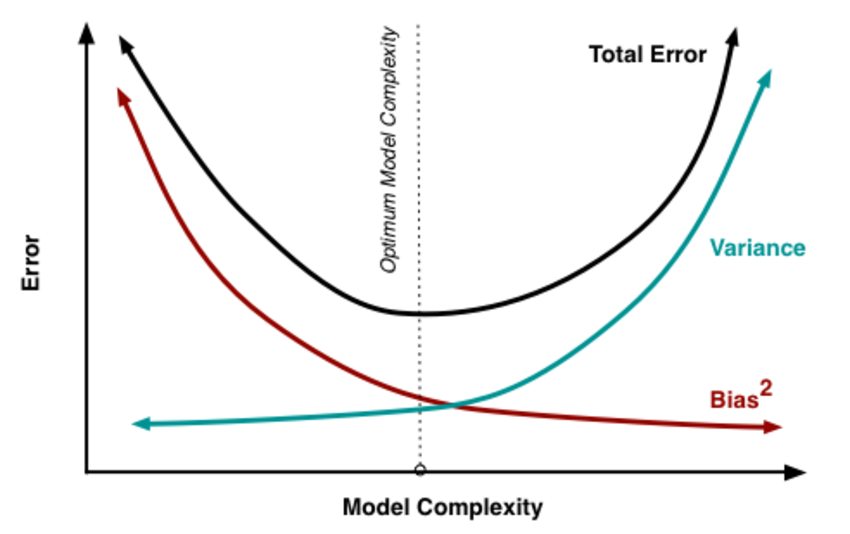 Total Error
Optimum Model Complexity
Variance
Error
Bias²
Model Complexity